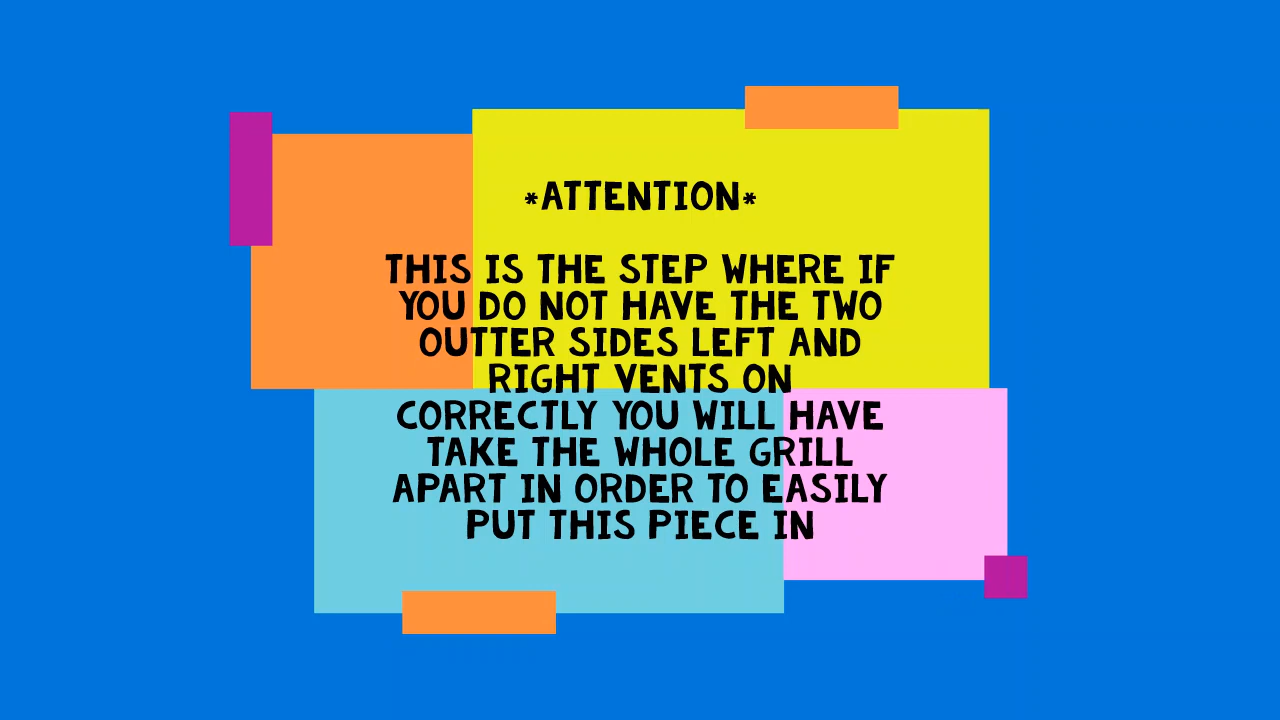 *ATTENTION*
THIS IS THE STEP WHERE IF
YOU DO NOT HAVE THE TWO
OUTTER SIDES LEFT AND
RIGHT VENTS ON
CORRECTLY YOU WILL HAVE
TAKE THE WHOLE GRILL
APART IN ORDER TO EASILY
PUT THIS PIECE IN